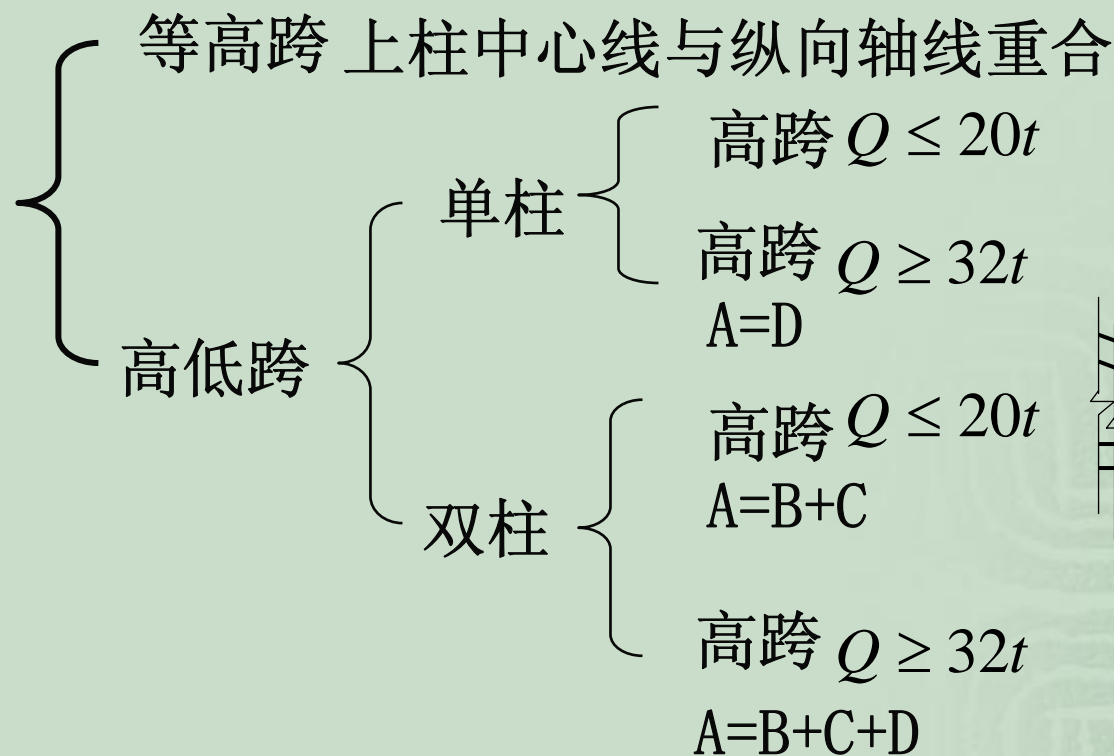 等高跨 上柱中心线与纵向轴线重合
高跨 Q ≤ 20t
单柱
高跨 Q ≥ 32t
A=D
高低跨
高跨 Q ≤ 20t
A=B+C
双柱
高跨 Q ≥ 32t
A=B+C+D